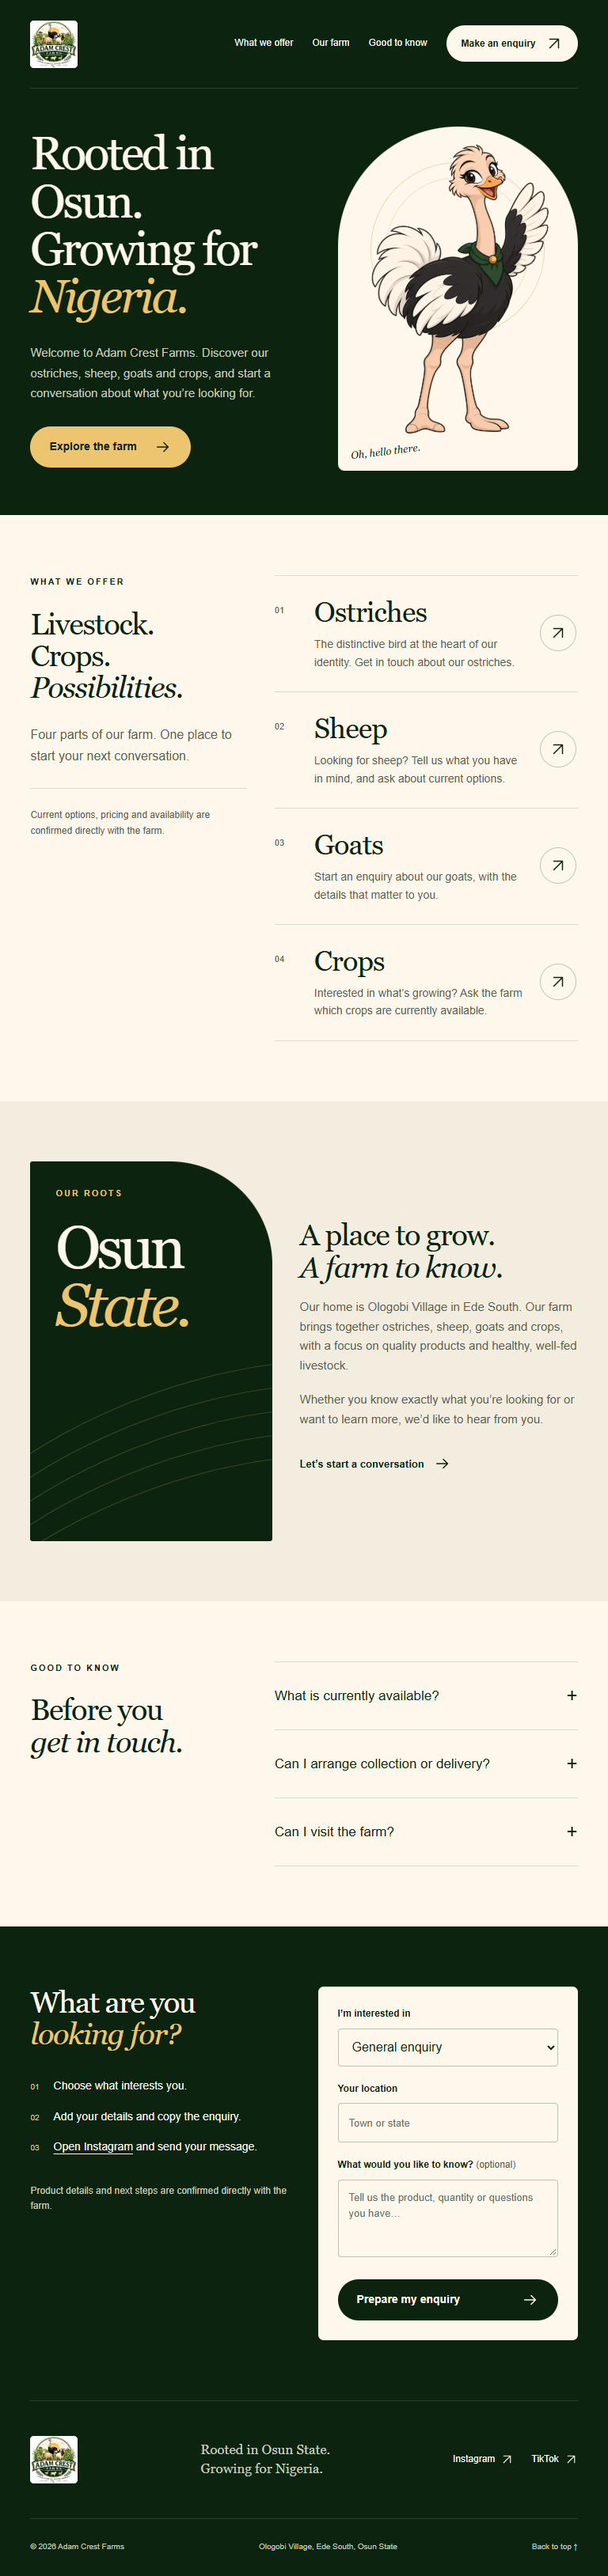 ADAM CREST
FARMS
What we offer
Our farm
Good to know
Make an enquiry
Rooted in
Osun.
Growing for
Nigeria.
Welcome to Adam Crest Farms. Discover our
ostriches, sheep, goats and crops, and start a
conversation about what you’re looking for.
Explore the farm
Oh, hello there.
WHAT WE OFFER
Livestock.
Crops.
Possibilities.
Four parts of our farm. One place to
start your next conversation.
Current options, pricing and availability are
confirmed directly with the farm.
01
Ostriches
The distinctive bird at the heart of our
identity. Get in touch about our ostriches.
02
Sheep
Looking for sheep? Tell us what you have
in mind, and ask about current options.
03
Goats
Start an enquiry about our goats, with the
details that matter to you.
04
Crops
Interested in what’s growing? Ask the farm
which crops are currently available.
OUR ROOTS
Osun
State.
A place to grow.
A farm to know.
Our home is Ologobi Village in Ede South. Our farm
brings together ostriches, sheep, goats and crops,
with a focus on quality products and healthy, well-fed
livestock.
Whether you know exactly what you’re looking for or
want to learn more, we’d like to hear from you.
Let’s start a conversation
GOOD TO KNOW
Before you
get in touch.
What is currently available?
Can I arrange collection or delivery?
Can I visit the farm?
What are you
looking for?
01 Choose what interests you.
02 Add your details and copy the enquiry.
03 Open Instagram and send your message.
Product details and next steps are confirmed directly with the
farm.
I’m interested in
General enquiry
Your location
Town or state
What would you like to know? (optional)
Tell us the product, quantity or questions
you have…
Prepare my enquiry
ADAM CREST
FARMS
Rooted in Osun State.
Growing for Nigeria.
Instagram
TikTok
© 2026 Adam Crest Farms
Ologobi Village, Ede South, Osun State
Back to top ↑